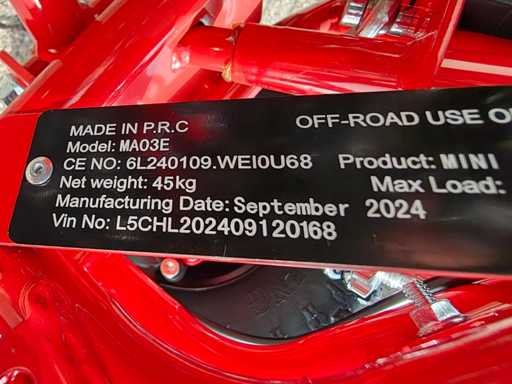 MADE IN P.R.C OFF-ROAD USE
Model: MA03E
CE NO: 6L240109.WEI0U68 Product: MINI
Net weight: 45kg Max Load:
Manufacturing Date: September 2024
Vin No: L5CHL202409120168